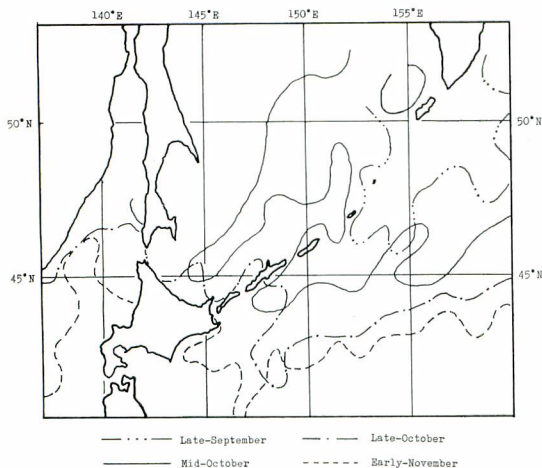 140°E 145°E 150°E 155°E
50°N 50°N
45°N 45°N
Late-September Late-October
Mid-October Early-November